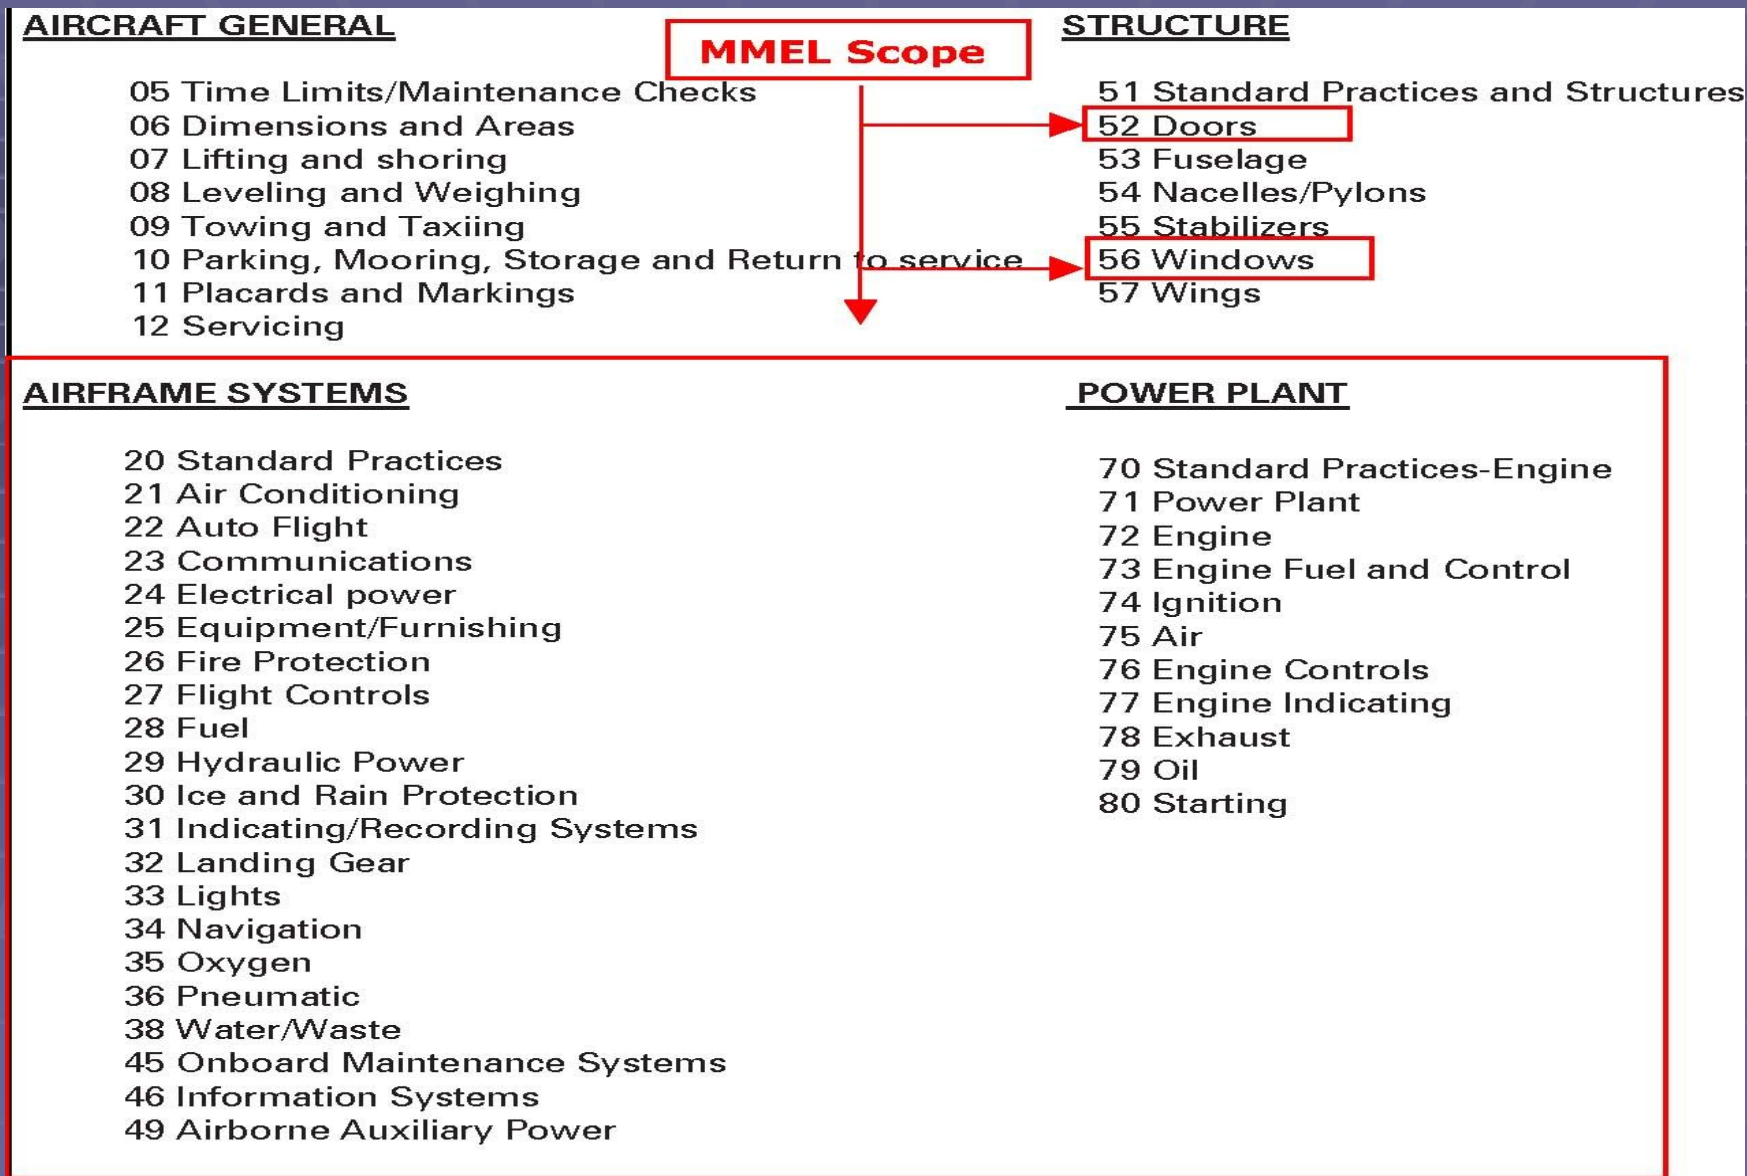 AIRCRAFT GENERAL
05 Time Limits/Maintenance Checks
06 Dimensions and Areas
07 Lifting and shoring
08 Leveling and Weighing
09 Towing and Taxiing
10 Parking, Mooring, Storage and Return to service
11 Placards and Markings
12 Servicing
MMEL Scope
STRUCTURE
51 Standard Practices and Structures
52 Doors
53 Fuselage
54 Nacelles/Pylons
55 Stabilizers
56 Windows
57 Wings
AIRFRAME SYSTEMS
20 Standard Practices
21 Air Conditioning
22 Auto Flight
23 Communications
24 Electrical power
25 Equipment/Furnishing
26 Fire Protection
27 Flight Controls
28 Fuel
29 Hydraulic Power
30 Ice and Rain Protection
31 Indicating/Recording Systems
32 Landing Gear
33 Lights
34 Navigation
35 Oxygen
36 Pneumatic
38 Water/Waste
45 Onboard Maintenance Systems
46 Information Systems
49 Airborne Auxiliary Power
POWER PLANT
70 Standard Practices-Engine
71 Power Plant
72 Engine
73 Engine Fuel and Control
74 Ignition
75 Air
76 Engine Controls
77 Engine Indicating
78 Exhaust
79 Oil
80 Starting